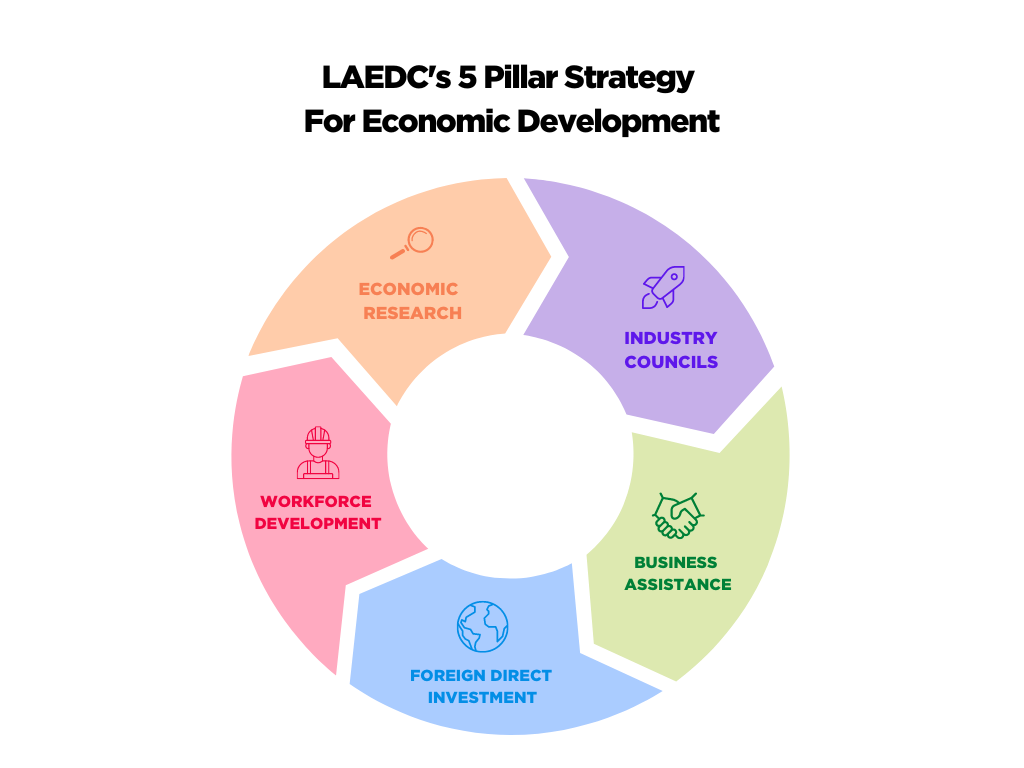 LAEDC's 5 Pillar Strategy
For Economic Development
ECONOMIC
RESEARCH
INDUSTRY
COUNCILS
BUSINESS
ASSISTANCE
FOREIGN DIRECT
INVESTMENT
WORKFORCE
DEVELOPMENT